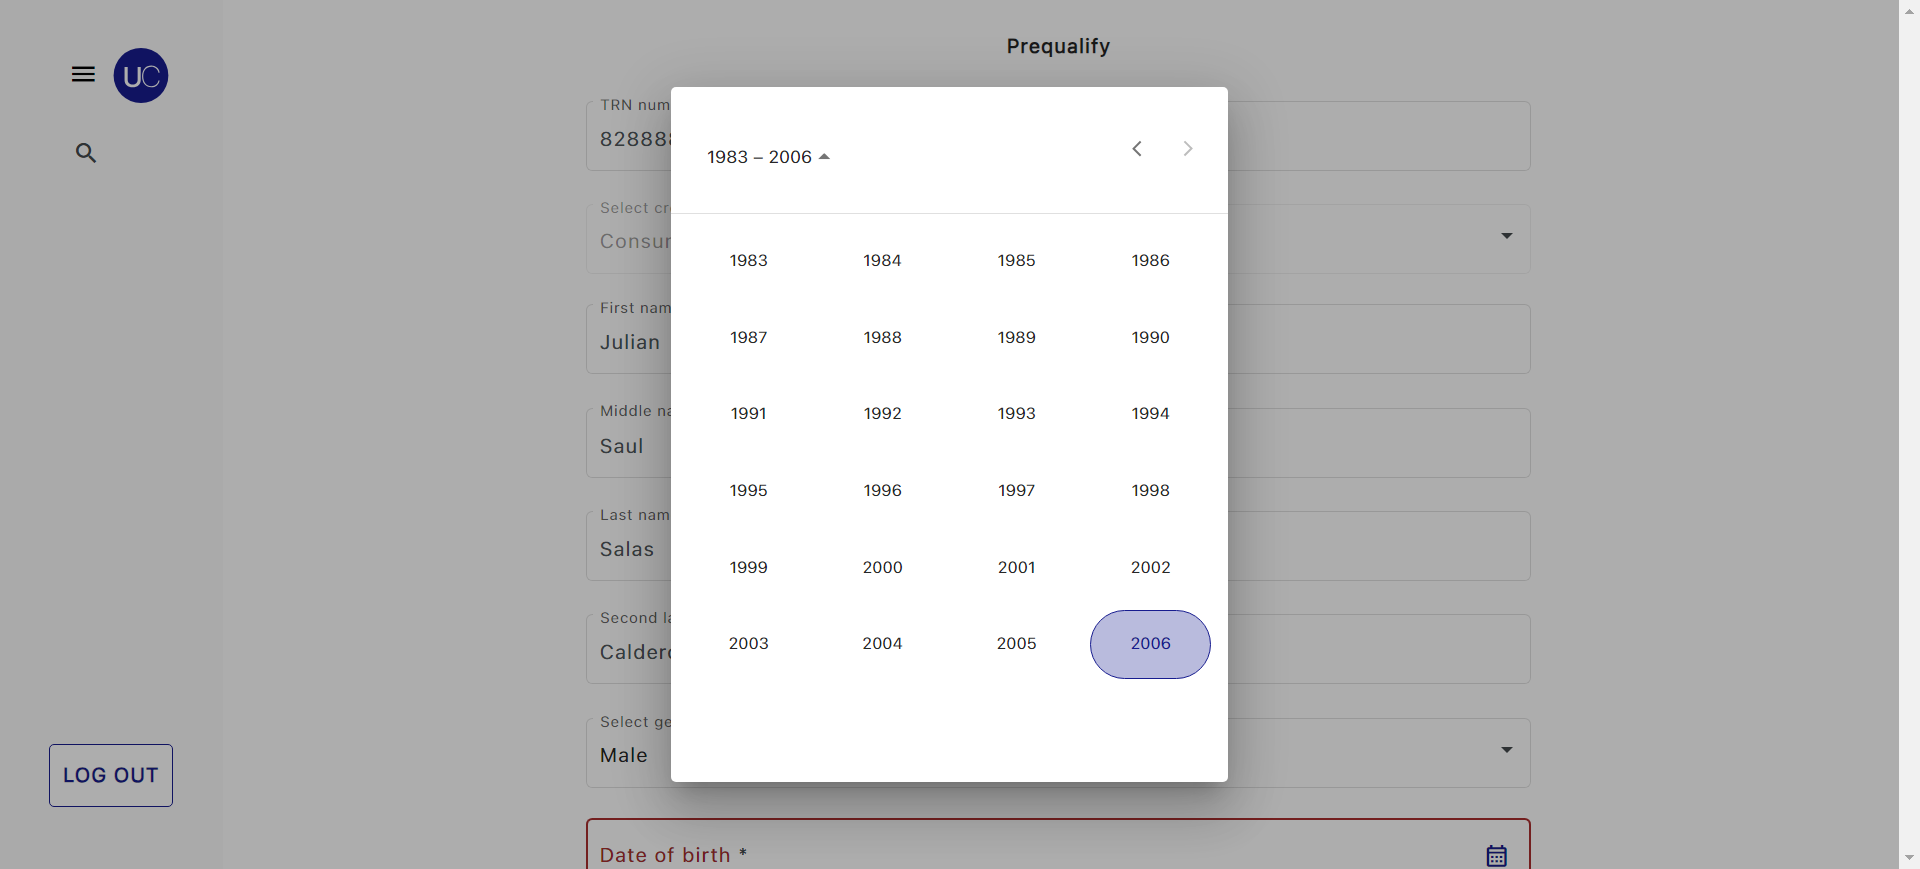 Prequalify
UC
TRN num
82888
1983 – 2006
Select cr
Consur
1983 1984 1985 1986
First nam
Julian
1987 1988 1989 1990
Middle na
Saul
1991 1992 1993 1994
Last nam
Salas
1995 1996 1997 1998
1999 2000 2001 2002
Second la
Calder
2003 2004 2005 2006
Select ge
Male
LOG OUT
Date of birth *